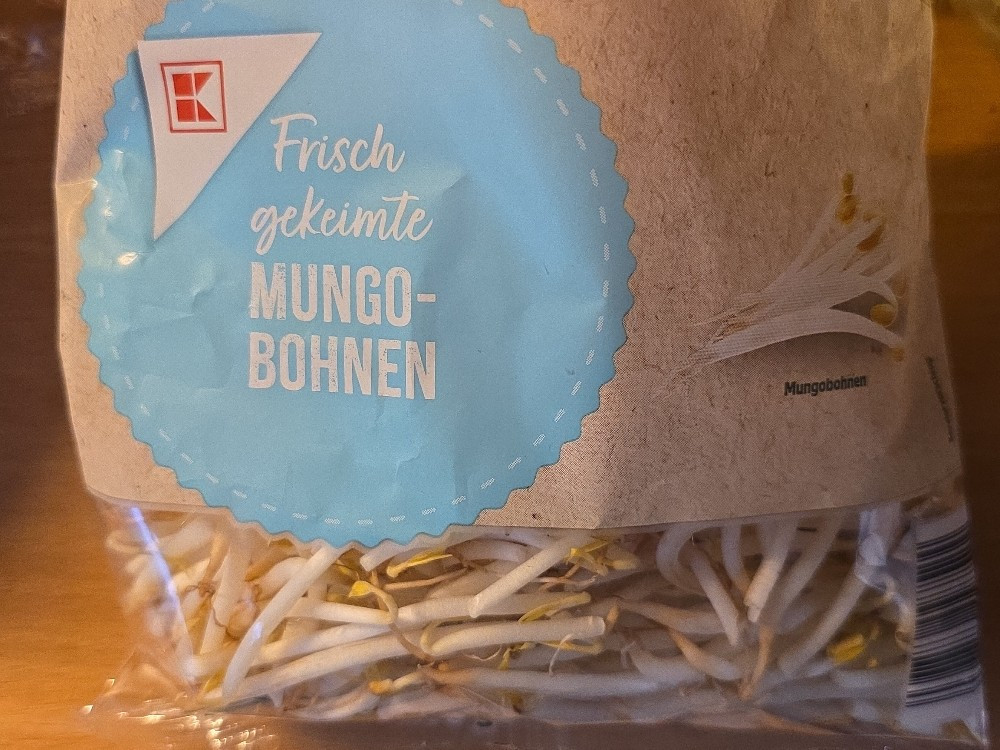 K
Frisch
gekeimte
MUNGO-
BOHNEN
Mungobohnen